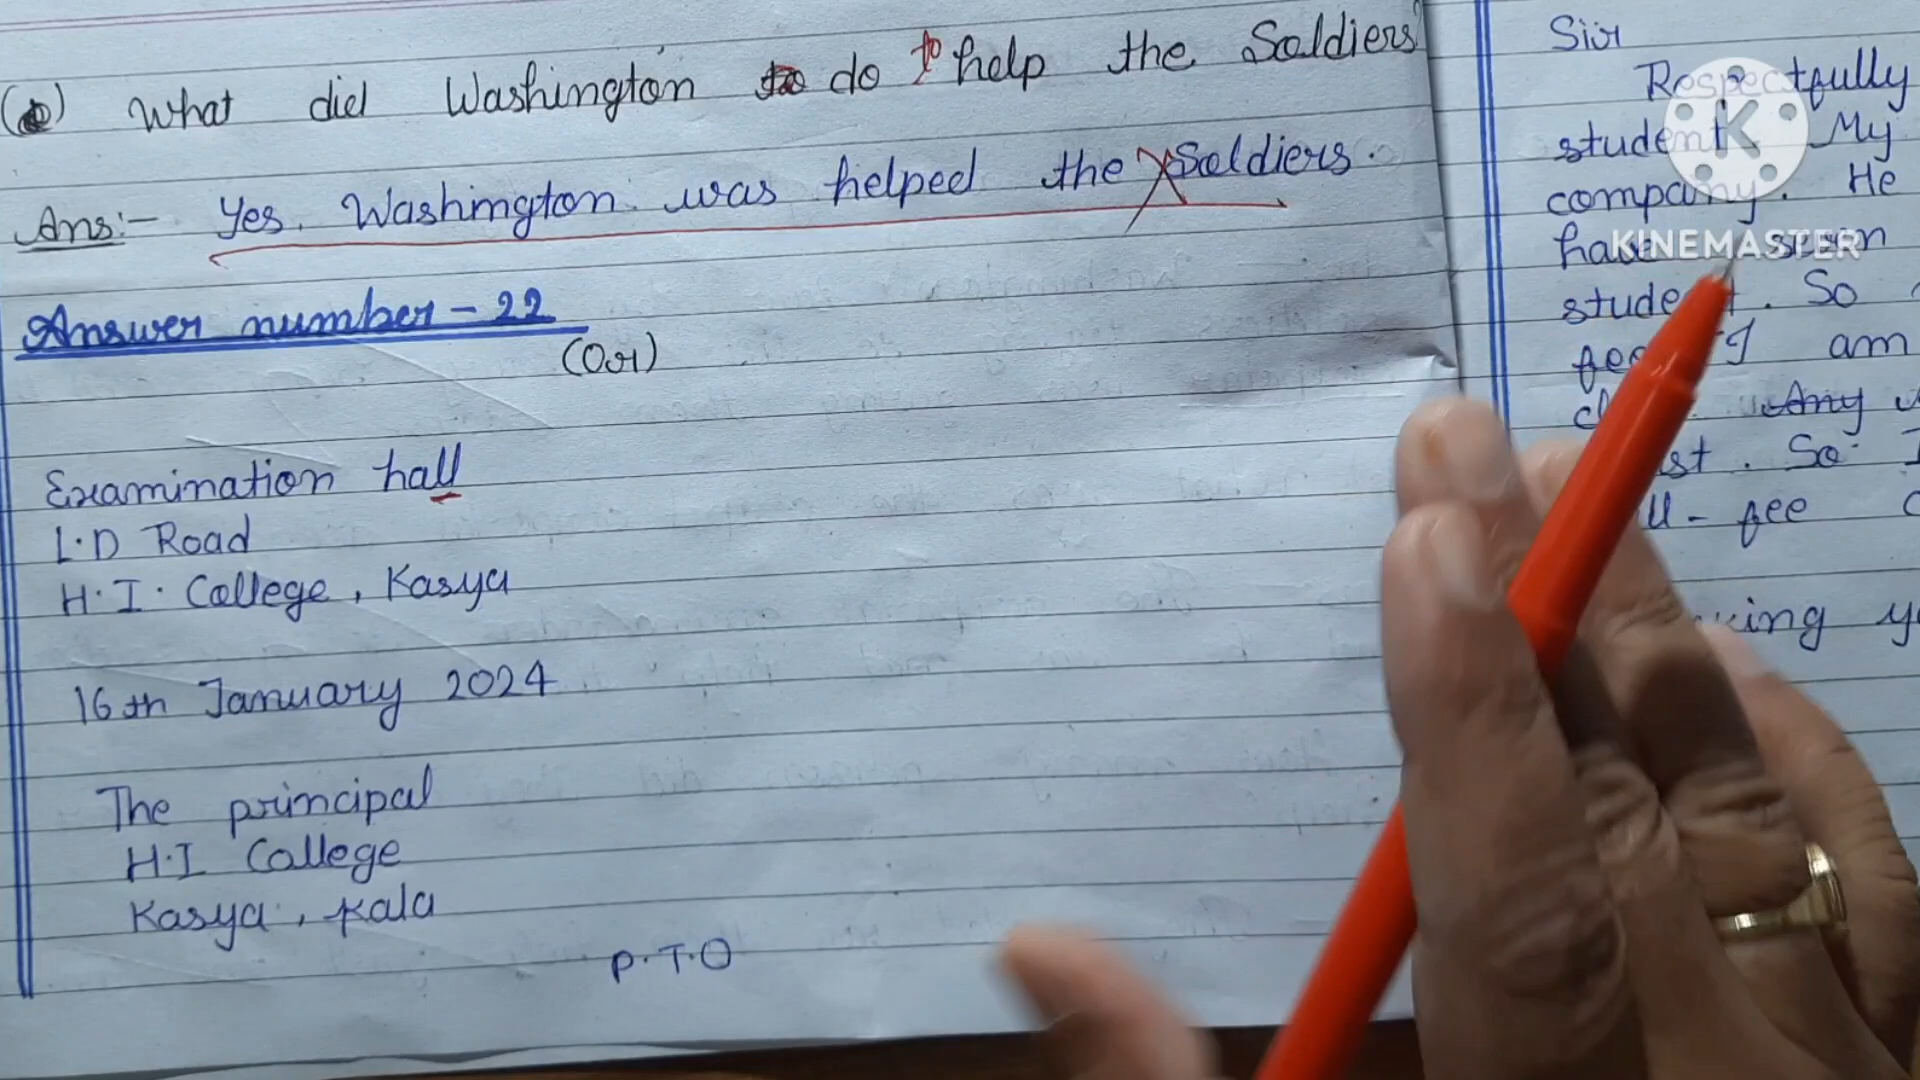 What did Washington to do to help the Soldiers
Ans:- Yes. Washington was helped the Soldiers.
Answer number - 22
(Or)
Examination hall
L.D Road
H.I. College, Kasya
16th January 2024
The principal
H.I College
Kasya, Kala
P.T.O
Sir
Respectfully
student. My
company. He
have
student. So
fee I am
Any
So I
fee
KINEMASTER